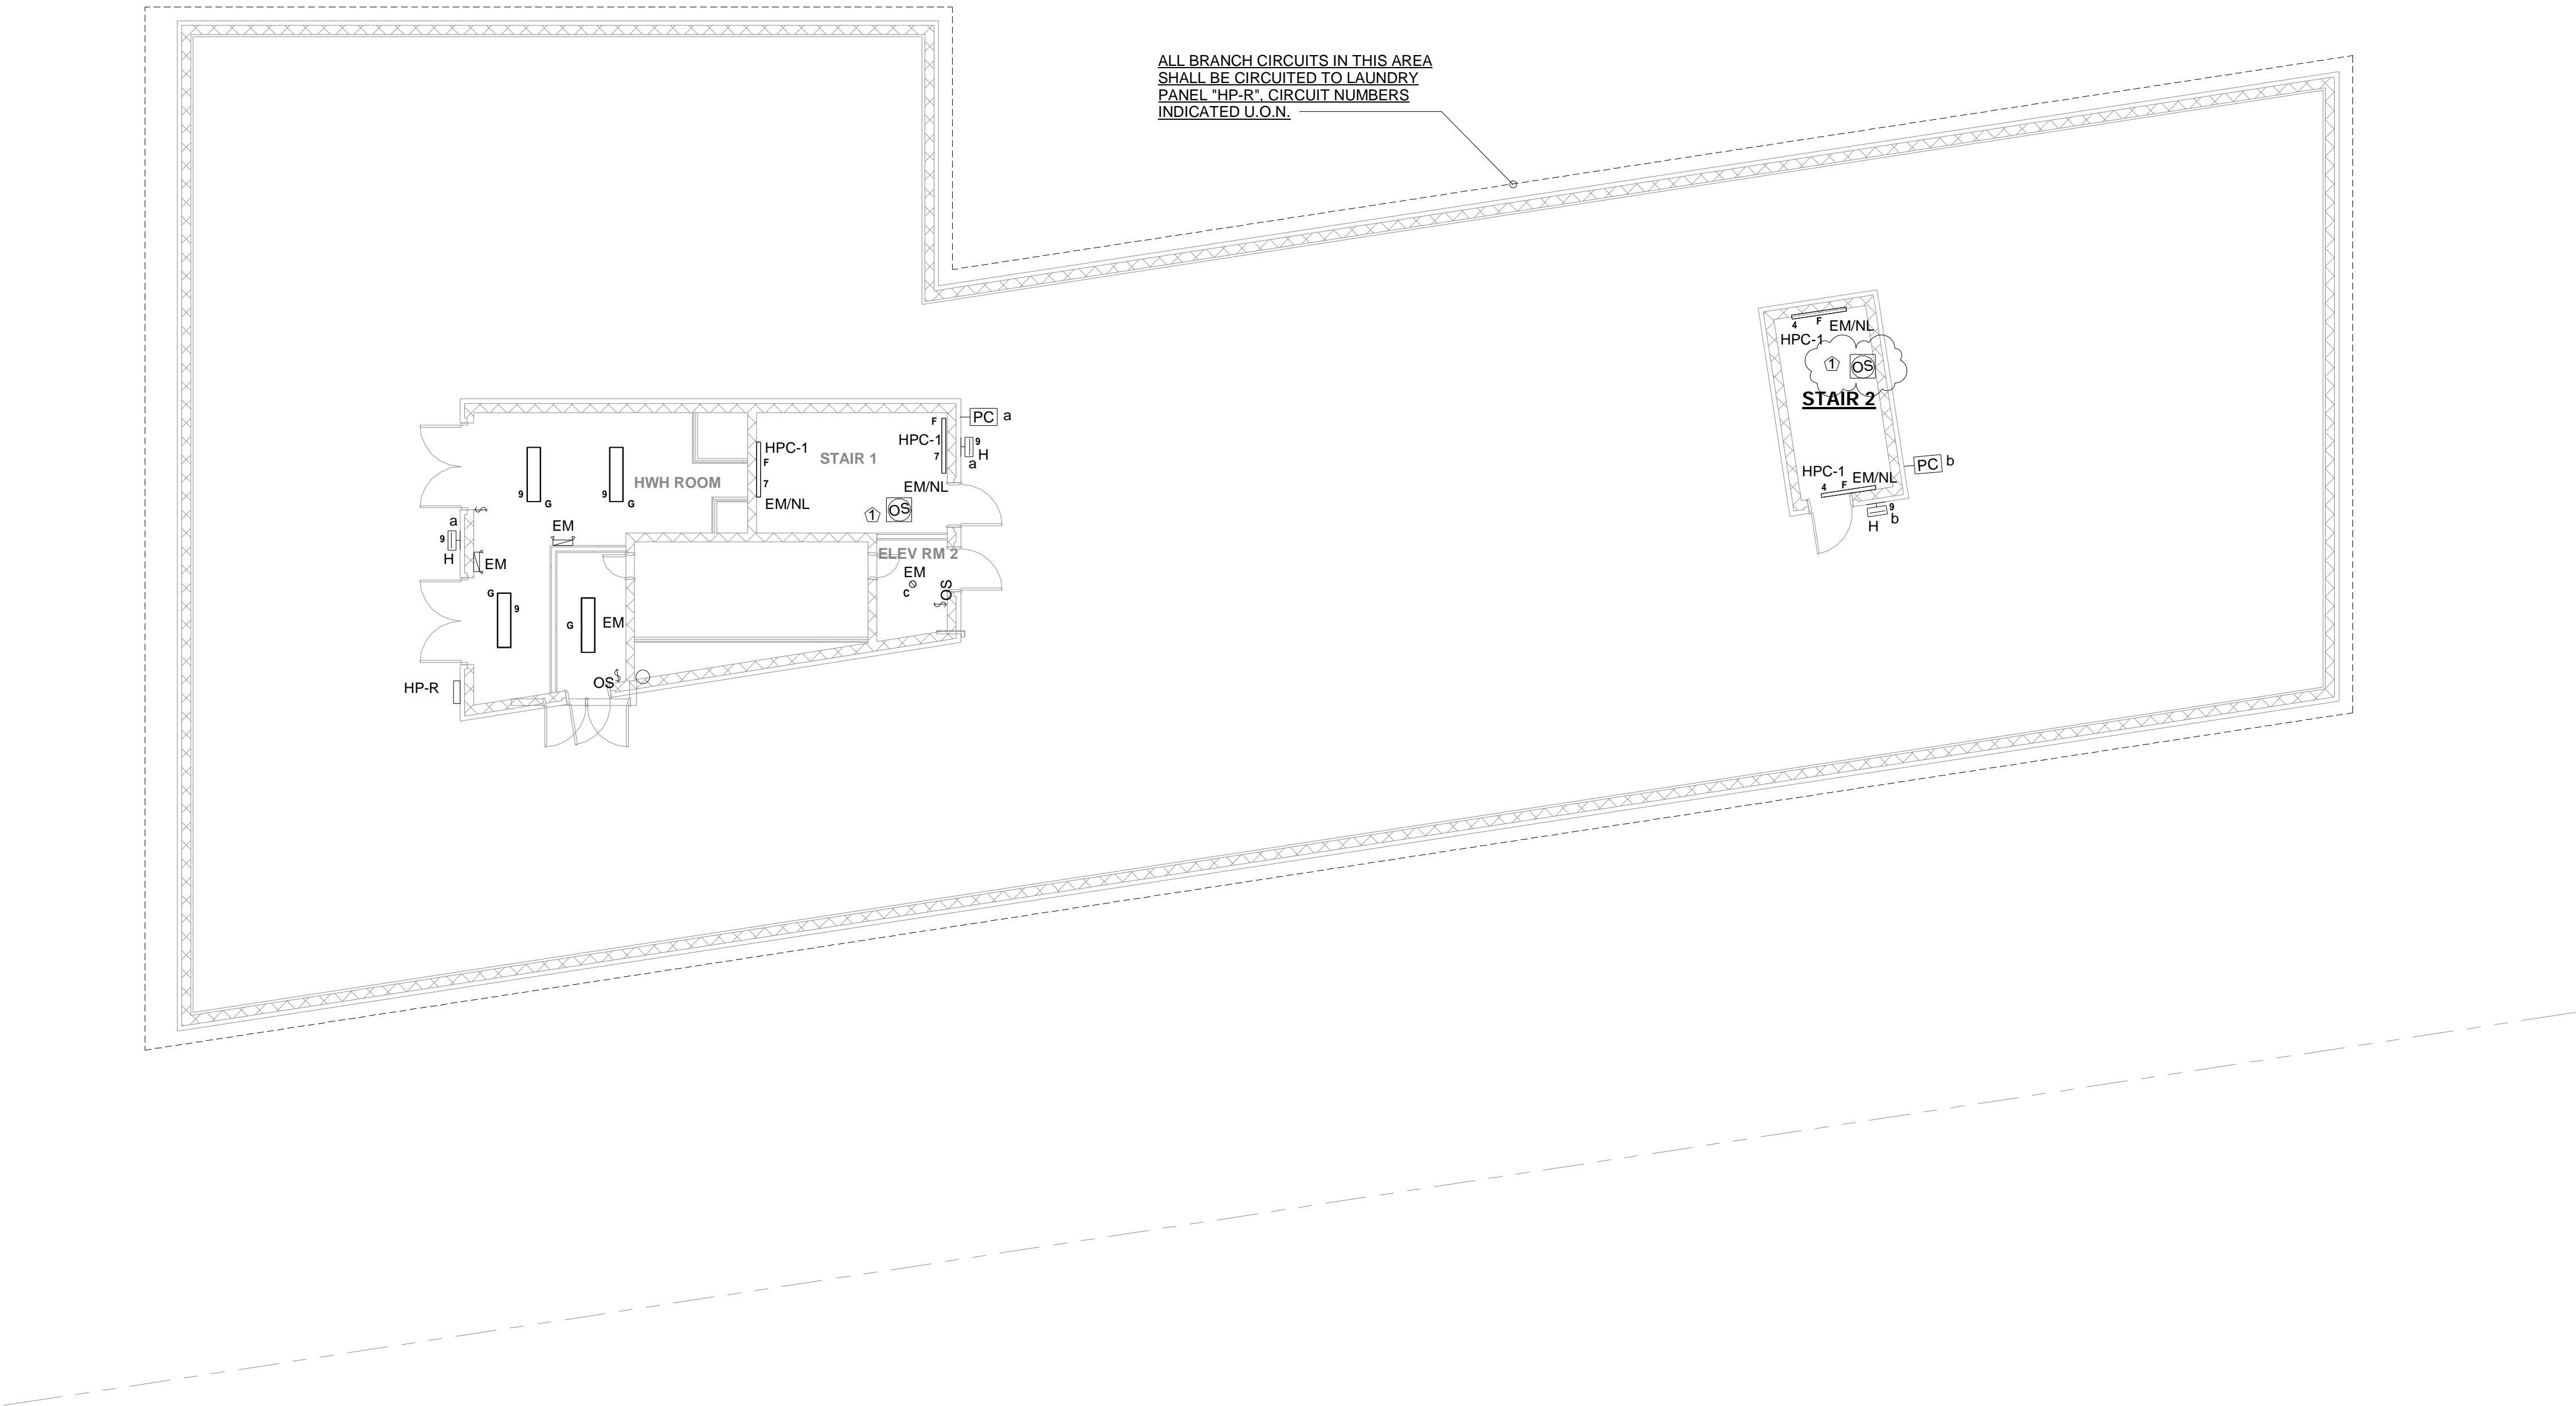 ALL BRANCH CIRCUITS IN THIS AREA
SHALL BE CIRCUITED TO LAUNDRY
PANEL "HP-R", CIRCUIT NUMBERS
INDICATED U.O.N.
4
F
EM/NL
HPC-1
1
OS
STAIR 2
HPC-1
EM/NL
4
F
PC
b
9
H
b
PC
a
F
HPC-1
7
9
H
a
HPC-1
F
7
EM/NL
STAIR 1
EM/NL
1
OS
HWH ROOM
9
G
9
G
EM
a
9
H
EM
ELEV RM 2
EM
C
OS
G
9
G
EM
OS
HP-R